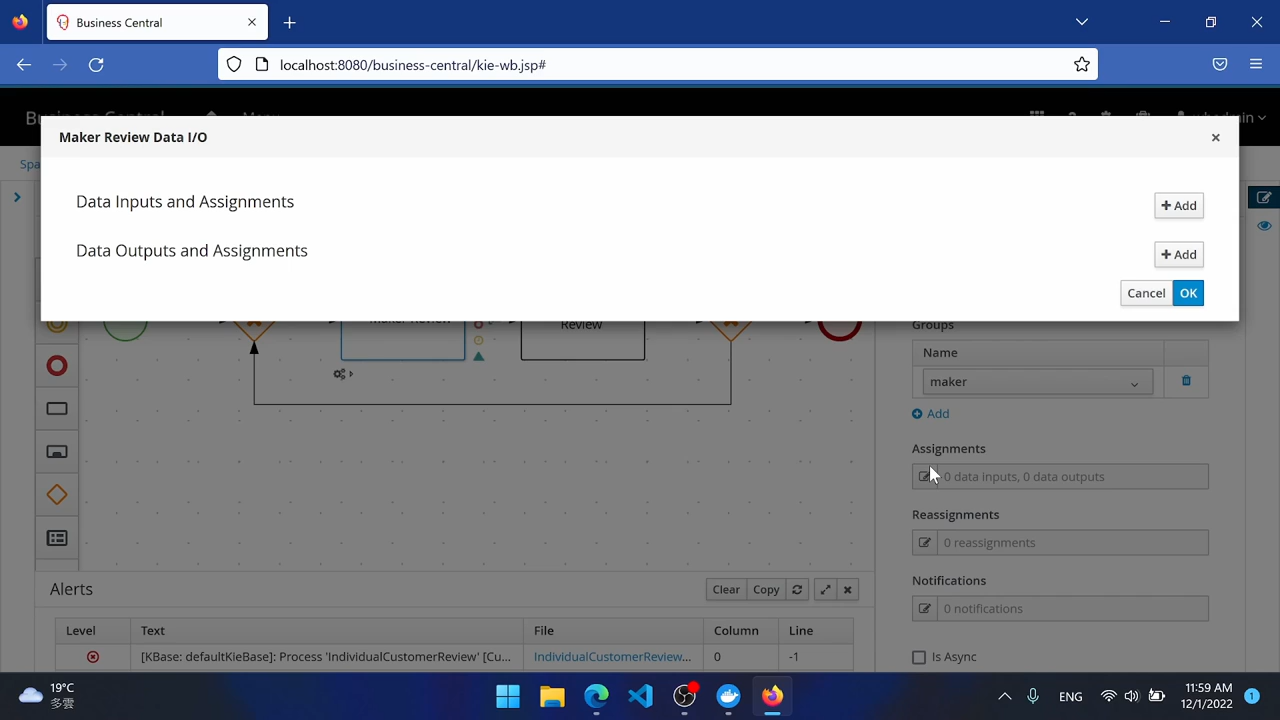 Business Central
localhost:8080/business-central/kie-wb.jsp#
Maker Review Data I/O
Data Inputs and Assignments
Add
Data Outputs and Assignments
Add
Cancel
OK
Review
Groups
Name
maker
Add
Assignments
0 data inputs, 0 data outputs
Reassignments
0 reassignments
Notifications
0 notifications
Is Async
Alerts
Clear
Copy
Level
Text
File
Column
Line
[KBase: defaultKieBase]: Process 'IndividualCustomerReview' [Cu...
IndividualCustomerReview...
0
-1
19°C
多雲
ENG
11:59 AM
12/1/2022
1